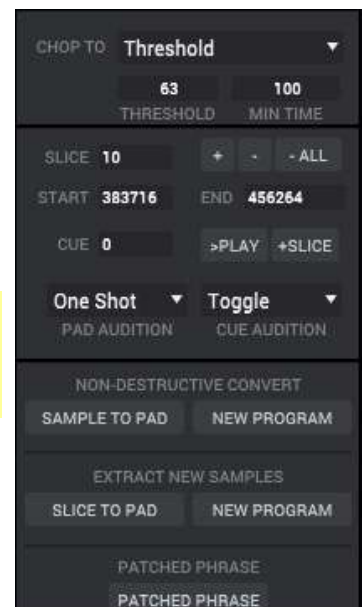 CHOP TO Threshold
63 100
THRESHOLD MIN TIME
SLICE 10 + - - ALL
START 383716 END 456264
CUE 0 >PLAY +SLICE
One Shot Toggle
PAD AUDITION CUE AUDITION
NON-DESTRUCTIVE CONVERT
SAMPLE TO PAD NEW PROGRAM
EXTRACT NEW SAMPLES
SLICE TO PAD NEW PROGRAM
PATCHED PHRASE
PATCHED PHRASE